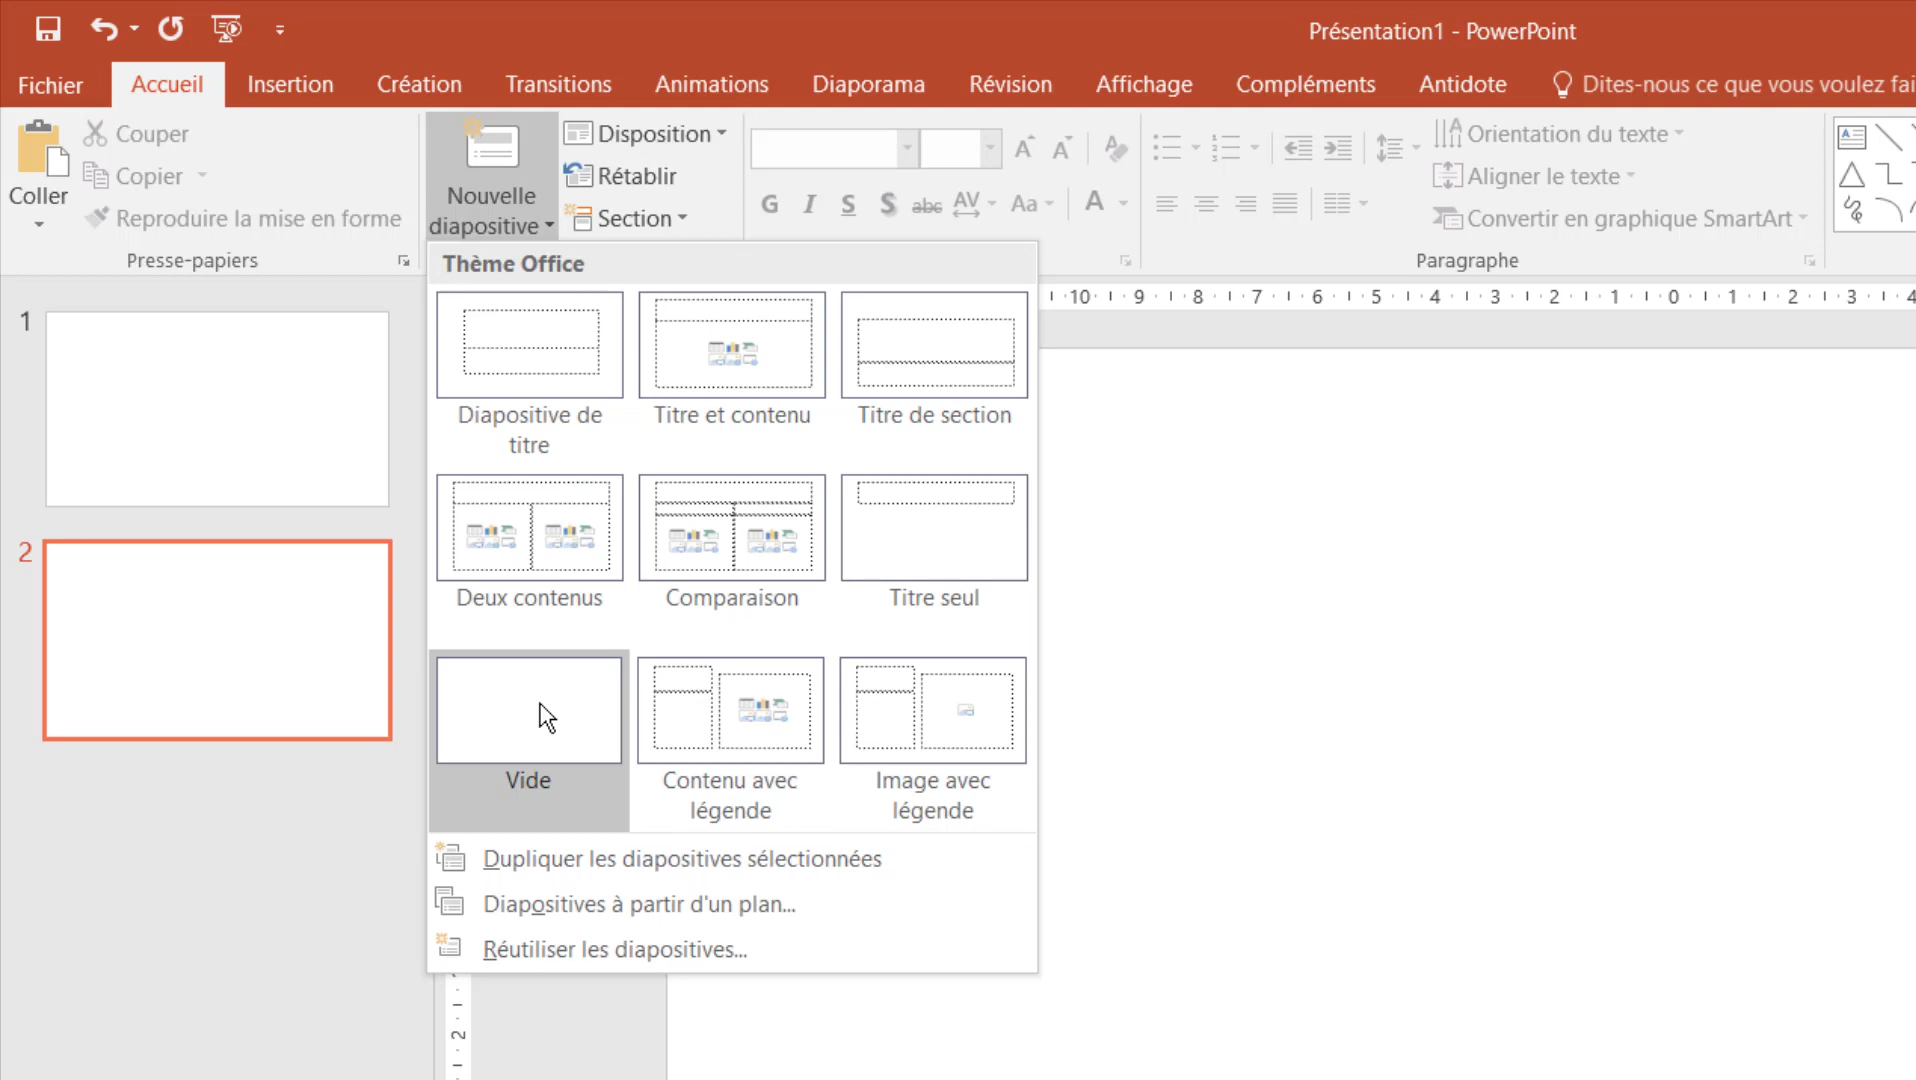 Présentation1 - PowerPoint
Fichier Accueil Insertion Création Transitions Animations Diaporama Révision Affichage Compléments Antidote Dites-nous ce que vous voulez fai
Coller
Couper
Copier
Reproduire la mise en forme
Presse-papiers
Nouvelle
diapositive
Disposition
Rétablir
Section
G I S S abc AV Aa A
Orientation du texte
Aligner le texte
Convertir en graphique SmartArt
Paragraphe
Thème Office
10 9 8 7 6 5 4 3 2 1 0 1 2 3 4
1
2
Diapositive de
titre
Titre et contenu
Titre de section
Deux contenus
Comparaison
Titre seul
Vide
Contenu avec
légende
Image avec
légende
Dupliquer les diapositives sélectionnées
Diapositives à partir d'un plan...
Réutiliser les diapositives...
2